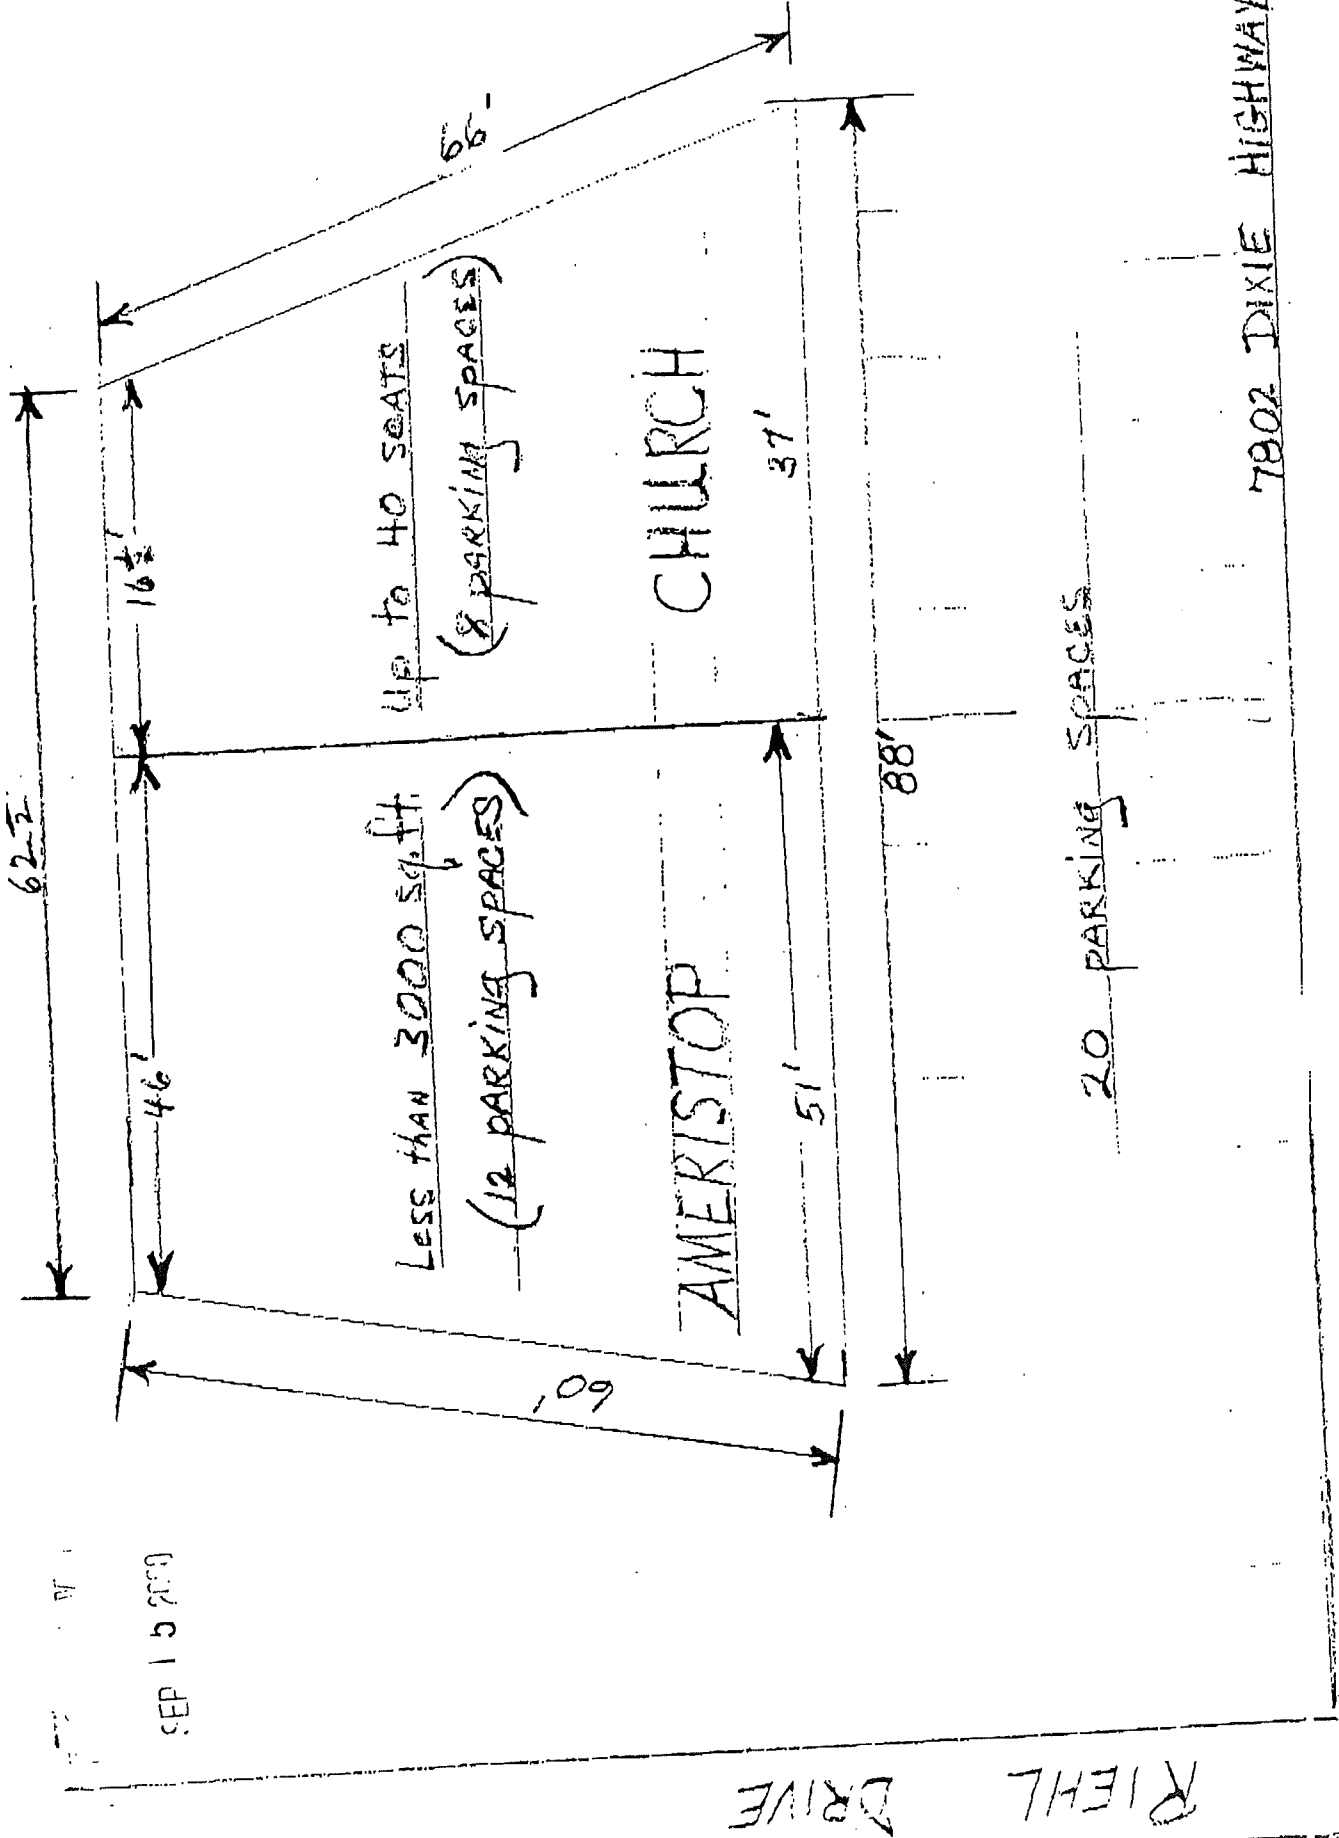 62½
16½'
46'
66-
60'
Up to 40 SEATS
(8 PARKING SPACES)
Less than 3000 sq. ft.
(12 PARKING SPACES)
CHURCH
AMERISTOP
37'
51'
88'
20 PARKING SPACES
7802 DIXIE HIGHWAY
RIEHL DRIVE
SEP 15